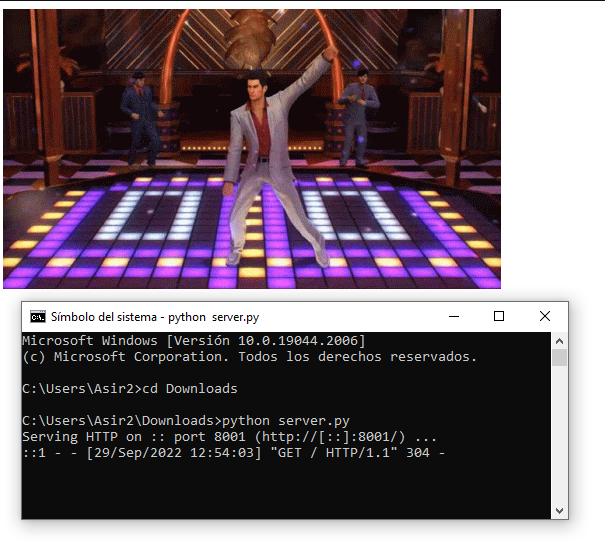 Símbolo del sistema - python  server.py
Microsoft Windows [Versión 10.0.19044.2006]
(c) Microsoft Corporation. Todos los derechos reservados.
C:\Users\Asir2>cd Downloads
C:\Users\Asir2\Downloads>python server.py
Serving HTTP on :: port 8001 (http://[::]:8001/) ...
::1 - - [29/Sep/2022 12:54:03] "GET / HTTP/1.1" 304 -